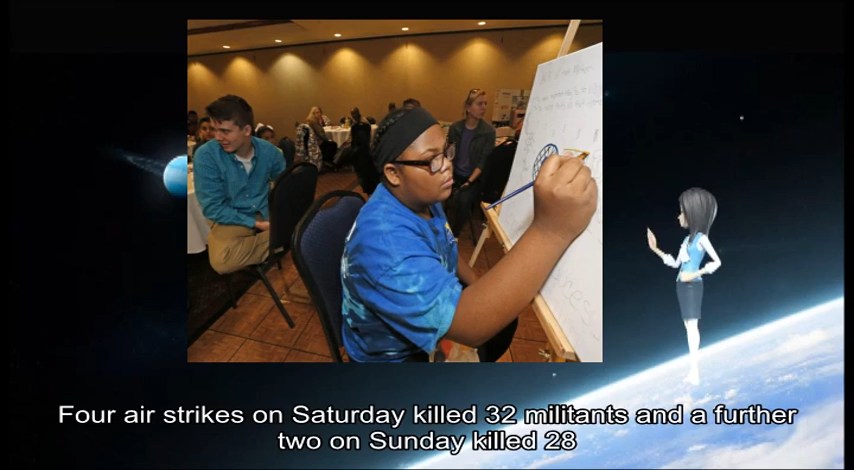 Four air strikes on Saturday killed 32 militants and a further
two on Sunday killed 28